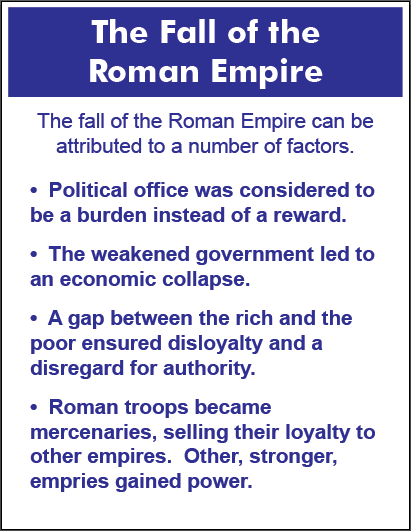 The Fall of the
Roman Empire
The fall of the Roman Empire can be
attributed to a number of factors.
• Political office was considered to
be a burden instead of a reward.
• The weakened government led to
an economic collapse.
• A gap between the rich and the
poor ensured disloyalty and a
disregard for authority.
• Roman troops became
mercenaries, selling their loyalty to
other empires. Other, stronger,
empries gained power.